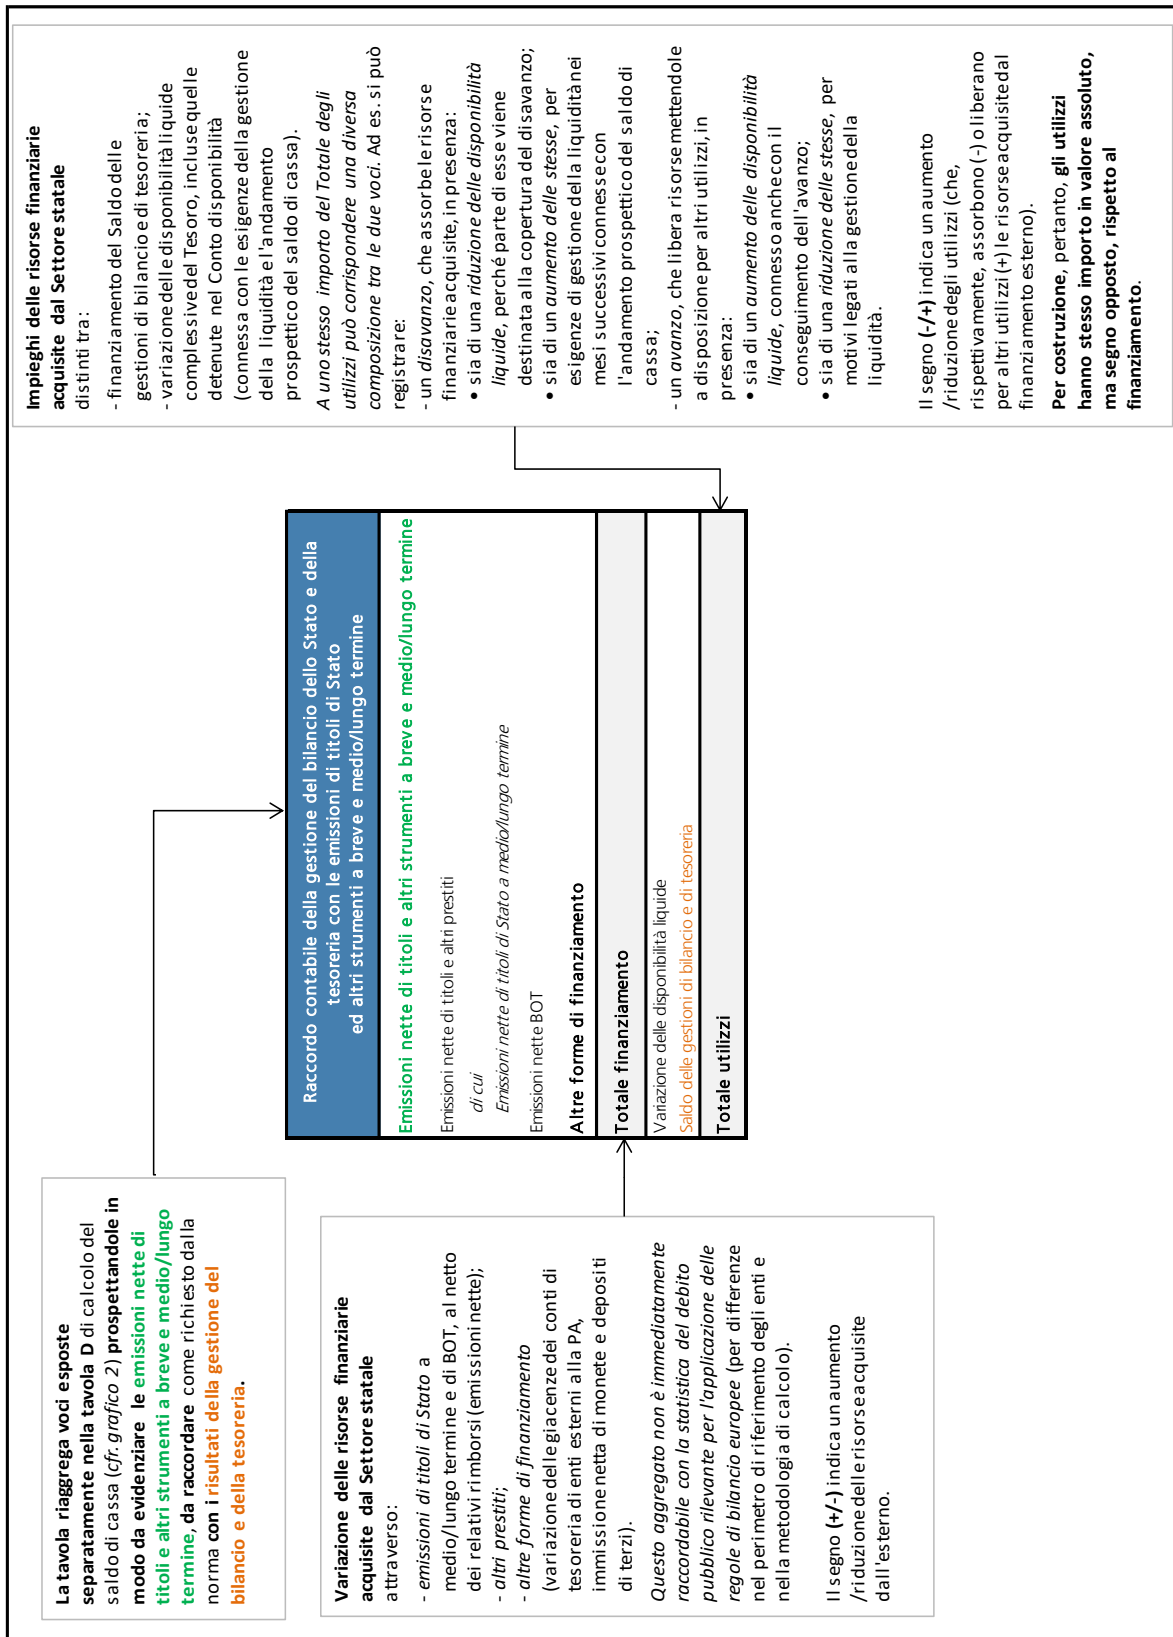 La tavola riaggrega voci esposte
separatamente nella tavola D di calcolo del
saldo di cassa (cfr. grafico 2) prospettandole in
modo da evidenziare le emissioni nette di
titoli e altri strumenti a breve e medio/lungo
termine, da raccordare come richiesto dalla
norma con i risultati della gestione del
bilancio e della tesoreria.
Variazione delle risorse finanziarie
acquisite dal Settore statale
attraverso:
- emissioni di titoli di Stato a
medio/lungo termine e di BOT, al netto
dei relativi rimborsi (emissioni nette);
- altri prestiti;
- altre forme di finanziamento
(variazione delle giacenze dei conti di
tesoreria di enti esterni alla PA,
immissione netta di monete e depositi
di terzi).
Questo aggregato non è immediatamente
raccordabile con la statistica del debito
pubblico rilevante per l'applicazione delle
regole di bilancio europee (per differenze
nel perimetro di riferimento degli enti e
nella metodologia di calcolo).
Il segno (+/-) indica un aumento
/riduzione delle risorse acquisite
dall'esterno.
Raccordo contabile della gestione del bilancio dello Stato e della
tesoreria con le emissioni di titoli di Stato
ed altri strumenti a breve e medio/lungo termine
Emissioni nette di titoli e altri strumenti a breve e medio/lungo termine
Emissioni nette di titoli e altri prestiti
di cui
Emissioni nette di titoli di Stato a medio/lungo termine
Emissioni nette BOT
Altre forme di finanziamento
Totale finanziamento
Variazione delle disponibilità liquide
Saldo delle gestioni di bilancio e di tesoreria
Totale utilizzi
Impieghi delle risorse finanziarie
acquisite dal Settore statale
distinti tra:
- finanziamento del Saldo delle
gestioni di bilancio e di tesoreria;
- variazione delle disponibilità liquide
complessive del Tesoro, incluse quelle
detenute nel Conto disponibilità
(connessa con le esigenze della gestione
della liquidità e l'andamento
prospettico del saldo di cassa).
A uno stesso importo del Totale degli
utilizzi può corrispondere una diversa
composizione tra le due voci. Ad es. si può
registrare:
- un disavanzo, che assorbe le risorse
finanziarie acquisite, in presenza:
• sia di una riduzione delle disponibilità
liquide, perché parte di esse viene
destinata alla copertura del disavanzo;
• sia di un aumento delle stesse, per
esigenze di gestione della liquidità nei
mesi successivi connesse con
l'andamento prospettico del saldo di
cassa;
- un avanzo, che libera risorse mettendole
a disposizione per altri utilizzi, in
presenza:
• sia di un aumento delle disponibilità
liquide, connesso anche con il
conseguimento dell'avanzo;
• sia di una riduzione delle stesse, per
motivi legati alla gestione della
liquidità.
Il segno (-/+) indica un aumento
/riduzione degli utilizzi (che,
rispettivamente, assorbono (-) o liberano
per altri utilizzi (+) le risorse acquisite dal
finanziamento esterno).
Per costruzione, pertanto, gli utilizzi
hanno stesso importo in valore assoluto,
ma segno opposto, rispetto al
finanziamento.